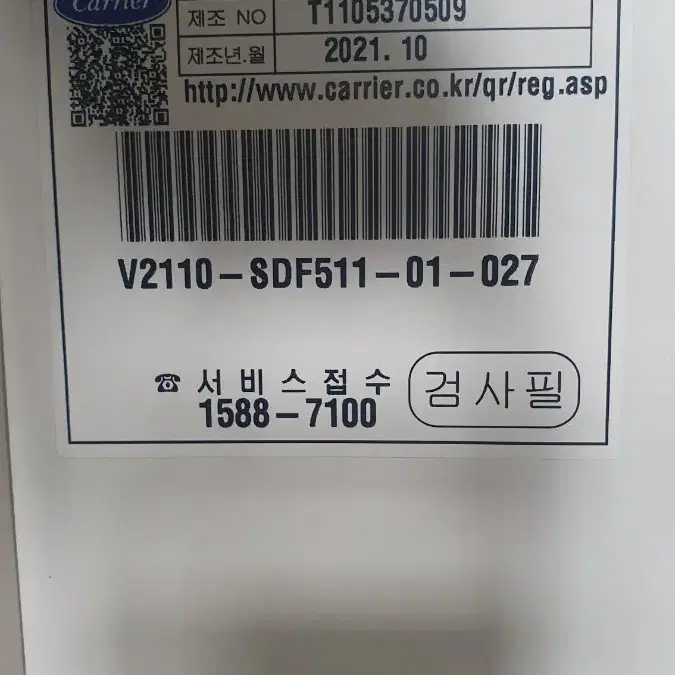 Carrier
제조 NO T1105370509
제조년.월 2021. 10
http://www.carrier.co.kr/qr/reg.asp
V2110-SDF511-01-027
☎ 서비스접수
1588-7100
검사필